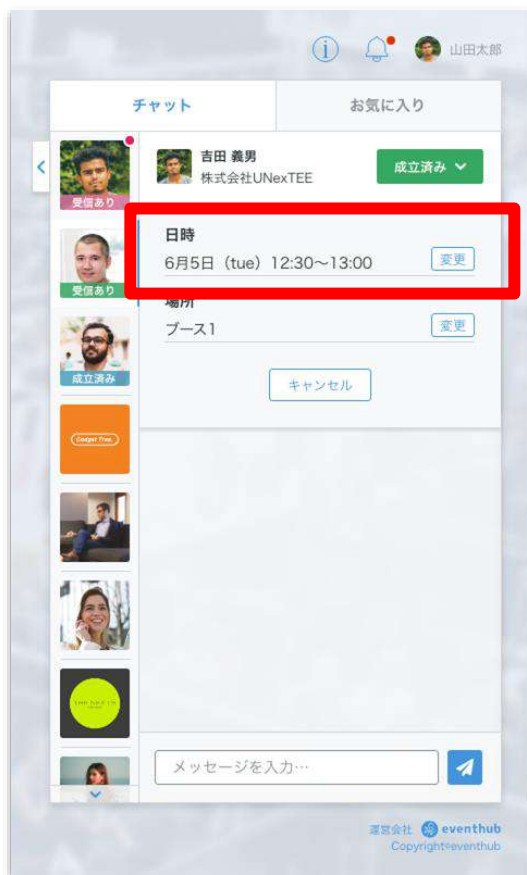 山田太郎
チャット
お気に入り
受信あり
吉田 義男
株式会社UNexTEE
成立済み
受信あり
日時
6月5日（tue）12:30〜13:00
変更
場所
ブース1
変更
成立済み
キャンセル
Gadget Tree.
メッセージを入力…
運営会社 eventhub
Copyright©eventhub